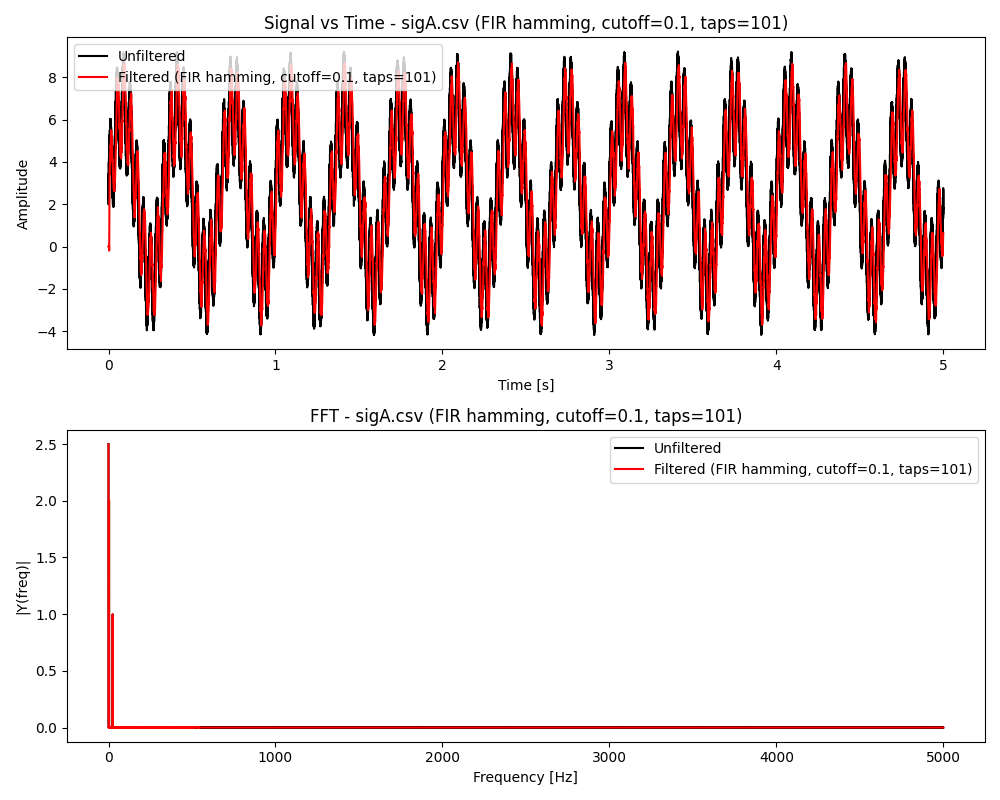 Signal vs Time - sigA.csv (FIR hamming, cutoff=0.1, taps=101)
Unfiltered
Filtered (FIR hamming, cutoff=0.1, taps=101)
Amplitude
8
6
4
2
0
−2
−4
0 1 2 3 4 5
Time [s]
FFT - sigA.csv (FIR hamming, cutoff=0.1, taps=101)
Unfiltered
Filtered (FIR hamming, cutoff=0.1, taps=101)
|Y(freq)|
2.5
2.0
1.5
1.0
0.5
0.0
0 1000 2000 3000 4000 5000
Frequency [Hz]